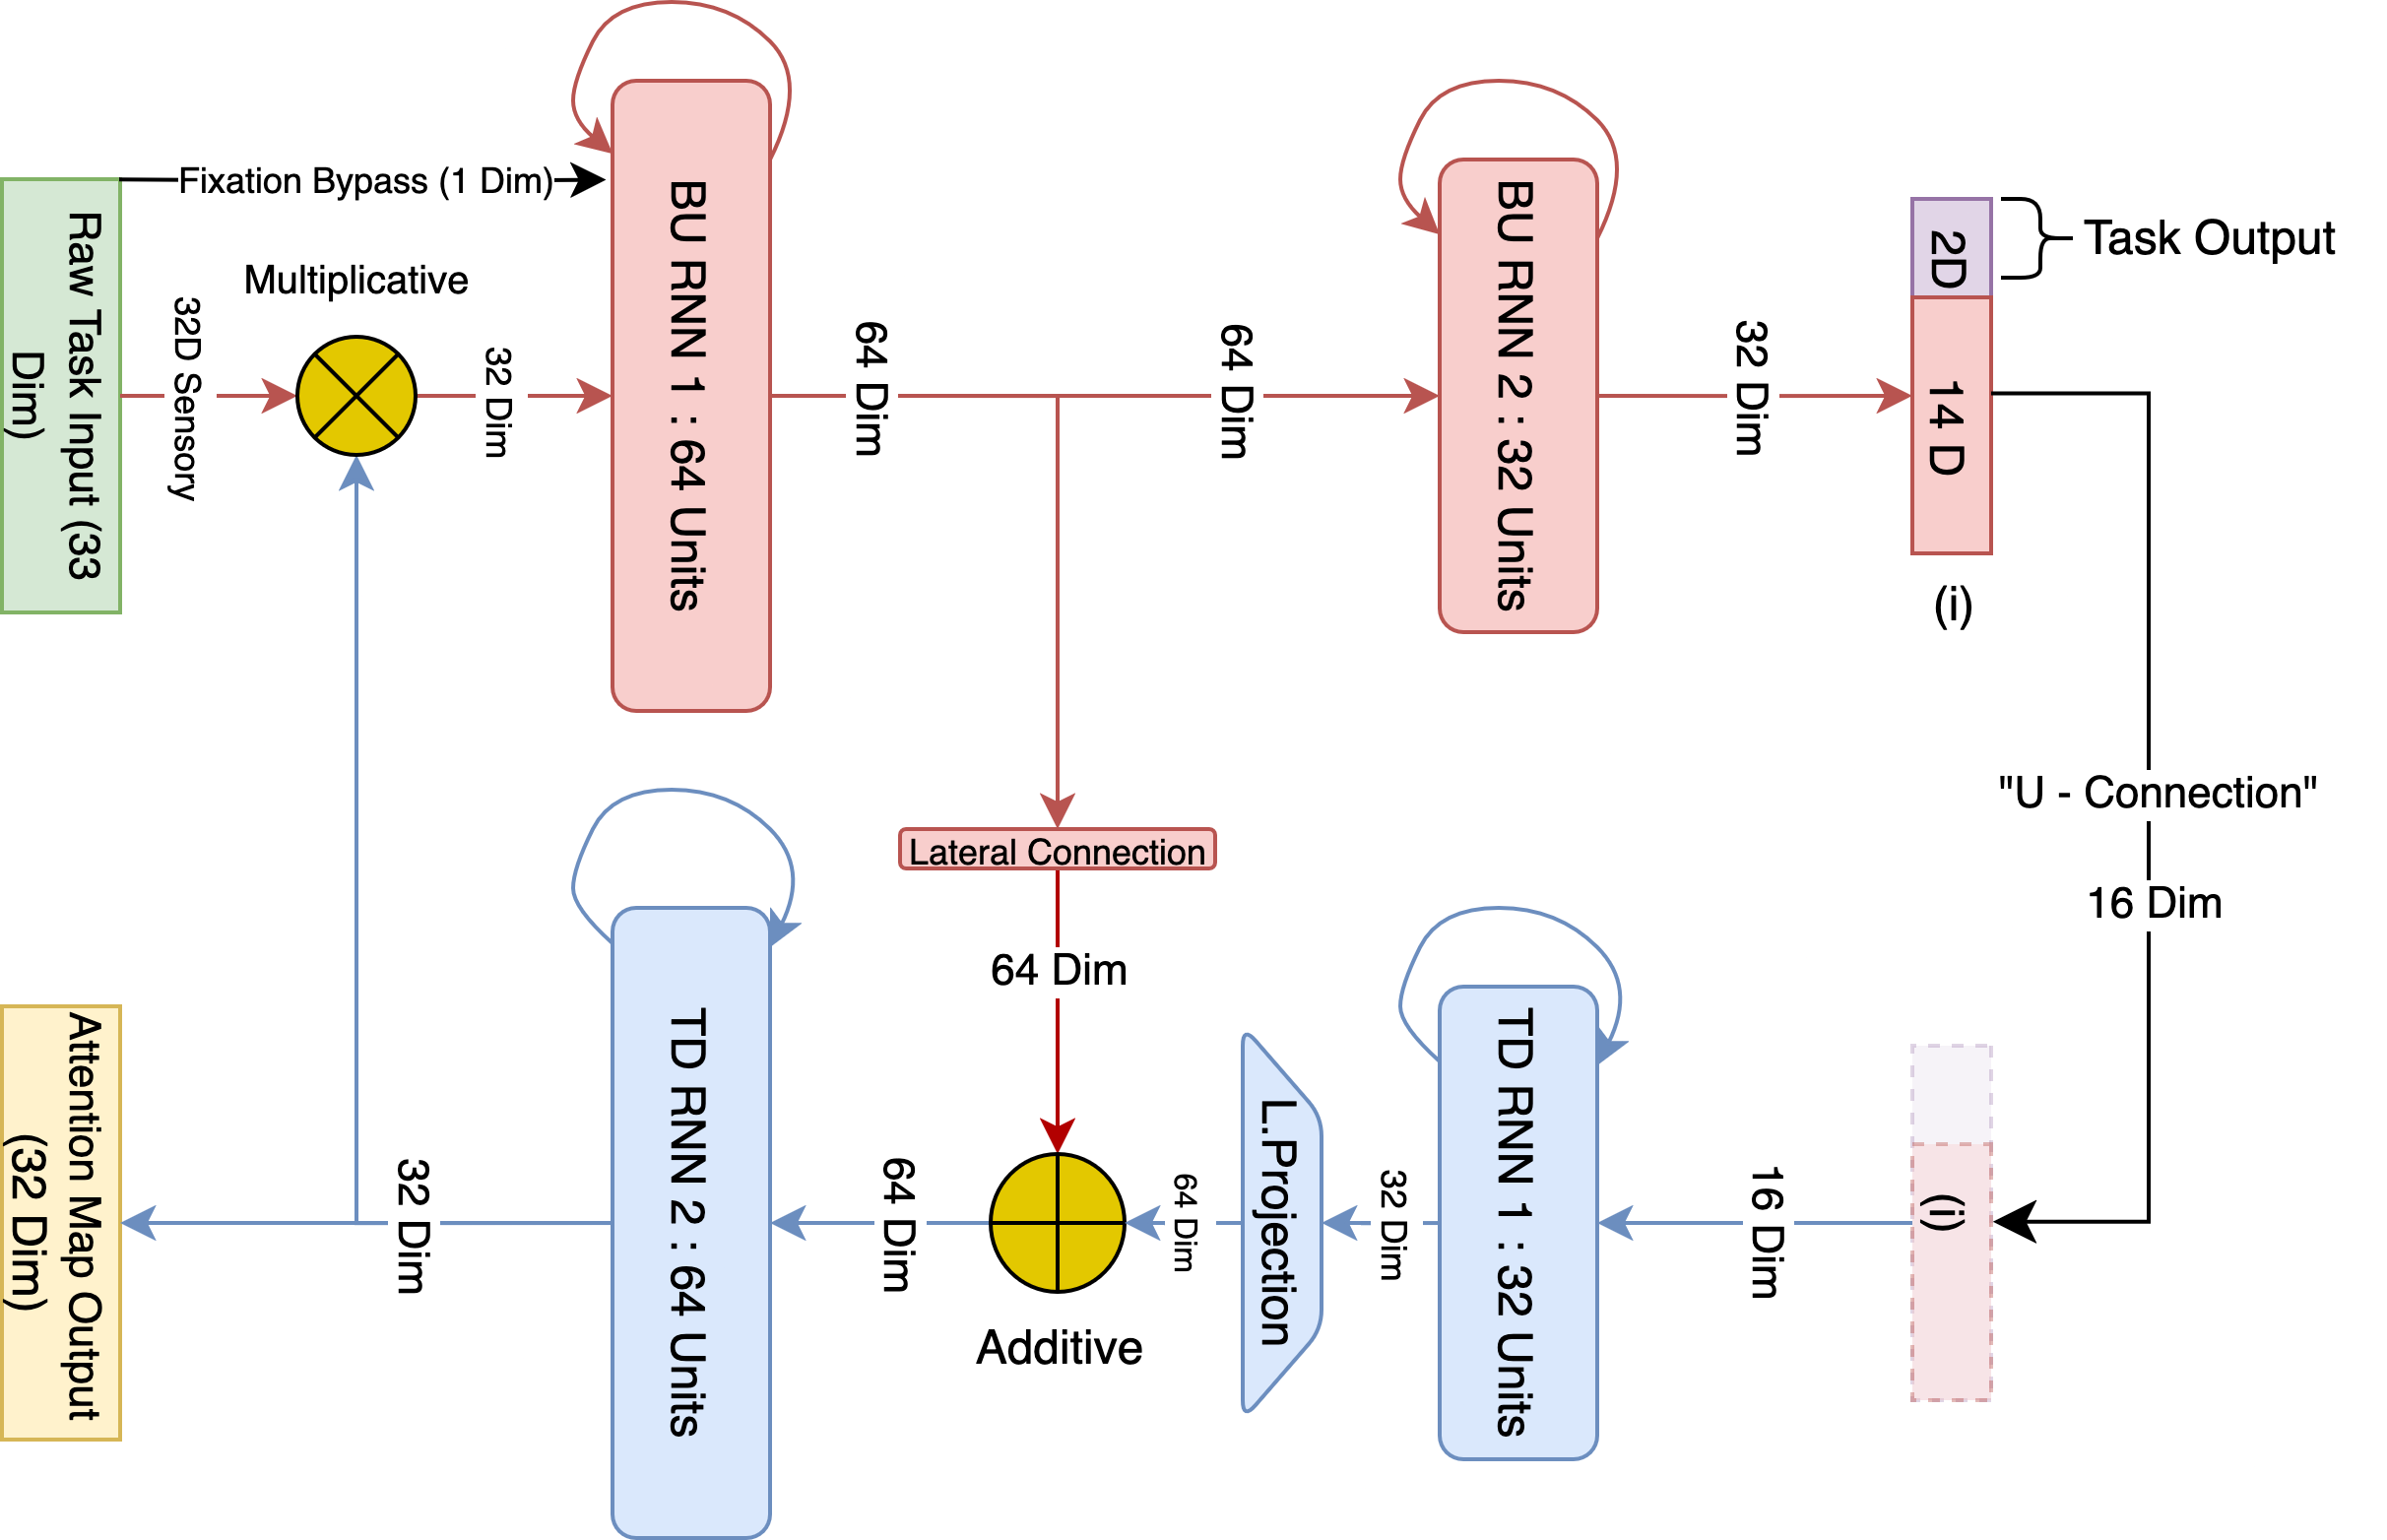 Fixation Bypass (1 Dim)
Raw Task Input (33
Dim)
32D Sensory
Multiplicative
32 Dim
BU RNN 1 : 64 Units
64 Dim
64 Dim
BU RNN 2 : 32 Units
32 Dim
2D
14 D
Task Output
(i)
"U - Connection"
16 Dim
Lateral Connection
64 Dim
(i)
16 Dim
TD RNN 1 : 32 Units
32 Dim
L.Projection
64 Dim
Additive
64 Dim
TD RNN 2 : 64 Units
32 Dim
Attention Map Output
(32 Dim)